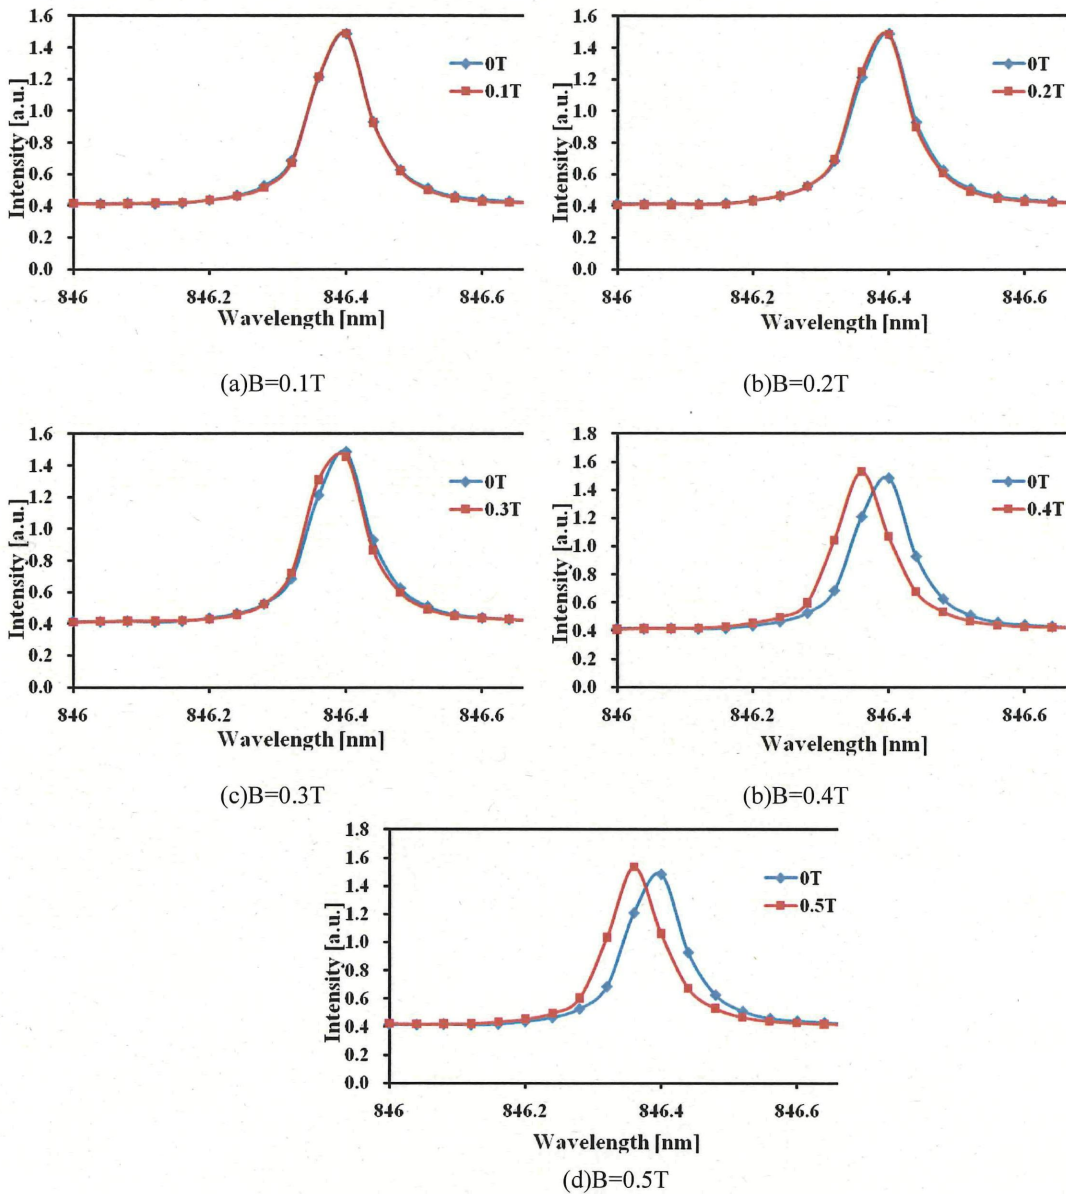 1.6
1.4
1.2
1.0
0.8
0.6
0.4
0.2
0.0
Intensity [a.u.]
0T
0.1T
846
846.2
846.4
846.6
Wavelength [nm]
(a)B=0.1T
1.6
1.4
1.2
1.0
0.8
0.6
0.4
0.2
0.0
Intensity [a.u.]
0T
0.2T
846
846.2
846.4
846.6
Wavelength [nm]
(b)B=0.2T
1.6
1.4
1.2
1.0
0.8
0.6
0.4
0.2
0.0
Intensity [a.u.]
0T
0.3T
846
846.2
846.4
846.6
Wavelength [nm]
(c)B=0.3T
1.8
1.6
1.4
1.2
1.0
0.8
0.6
0.4
0.2
0.0
Intensity [a.u.]
0T
0.4T
846
846.2
846.4
846.6
Wavelength [nm]
(b)B=0.4T
1.8
1.6
1.4
1.2
1.0
0.8
0.6
0.4
0.2
0.0
Intensity [a.u.]
0T
0.5T
846
846.2
846.4
846.6
Wavelength [nm]
(d)B=0.5T